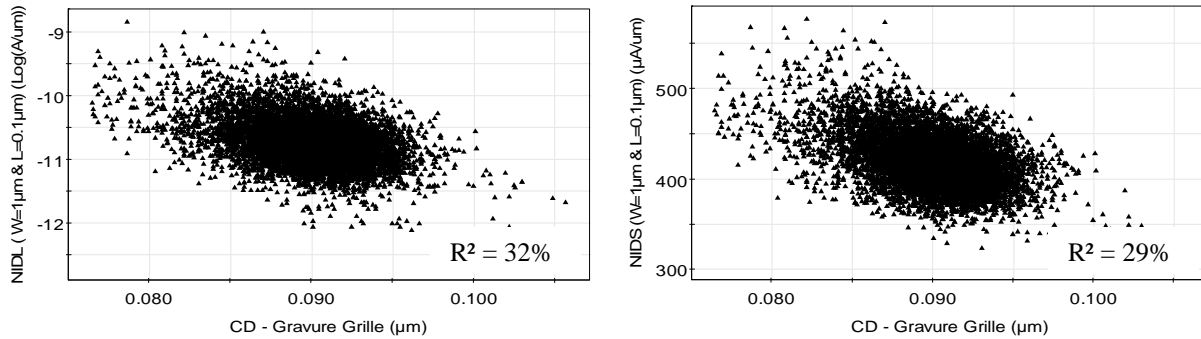 NIDL ( W=1µm & L=0.1µm) (Log(A/um)
-9
-10
-11
-12
0.080
0.090
0.100
CD - Gravure Grille (µm)
R² = 32%
NIDS (W=1µm & L=0.1µm) (µA/um)
500
400
300
0.080
0.090
0.100
CD - Gravure Grille (µm)
R² = 29%